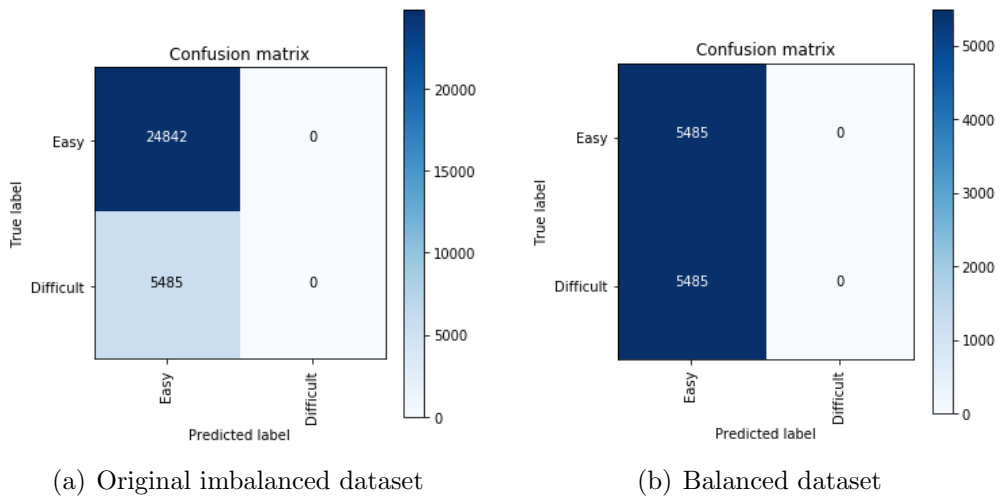 Confusion matrix
Easy
Difficult
True label
24842
0
5485
0
Easy
Difficult
Predicted label
20000
15000
10000
5000
0
(a) Original imbalanced dataset
Confusion matrix
Easy
Difficult
True label
5485
0
5485
0
Easy
Difficult
Predicted label
5000
4000
3000
2000
1000
0
(b) Balanced dataset